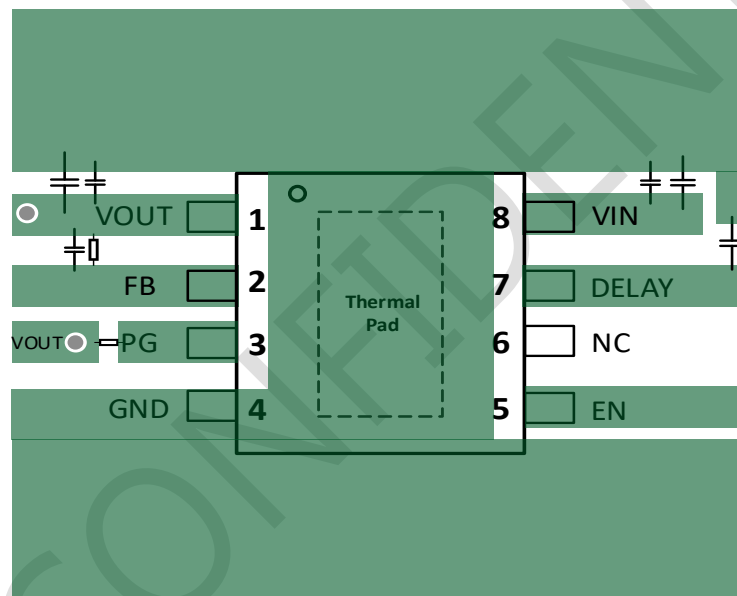 VOUT 1 8 VIN
FB 2 7 DELAY
Thermal
Pad
VOUT PG 3 6 NC
GND 4 5 EN
CONFIDENT